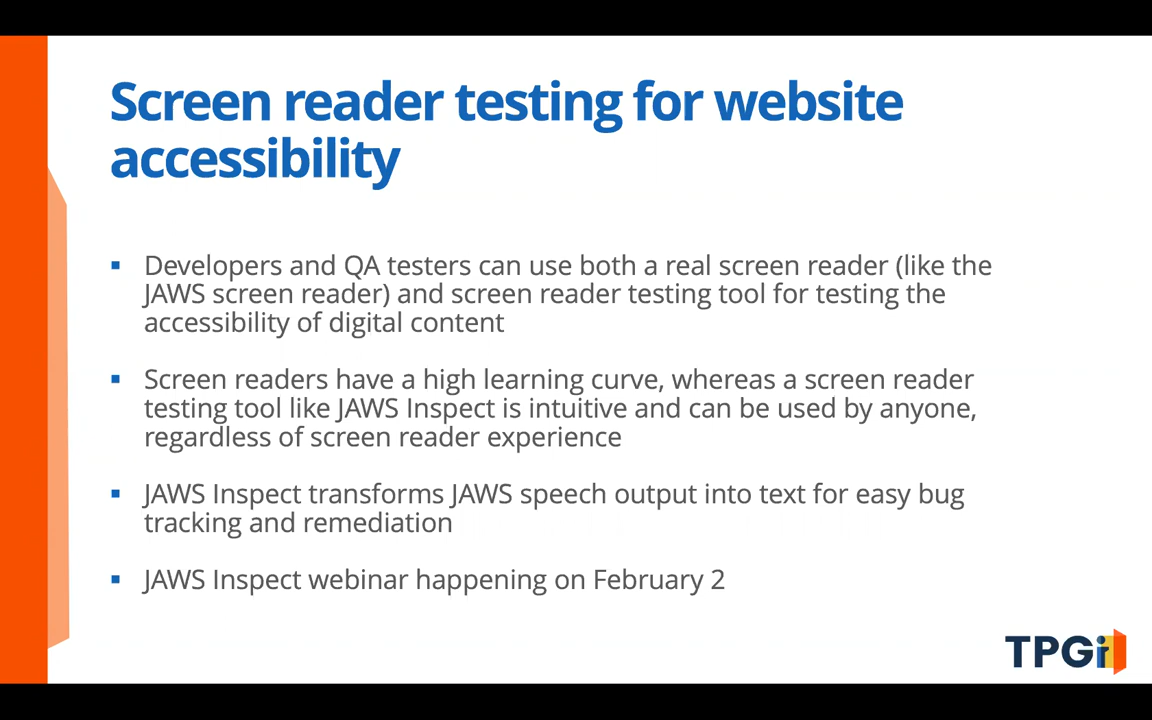 Screen reader testing for website
accessibility
▪ Developers and QA testers can use both a real screen reader (like the
JAWS screen reader) and screen reader testing tool for testing the
accessibility of digital content
▪ Screen readers have a high learning curve, whereas a screen reader
testing tool like JAWS Inspect is intuitive and can be used by anyone,
regardless of screen reader experience
▪ JAWS Inspect transforms JAWS speech output into text for easy bug
tracking and remediation
▪ JAWS Inspect webinar happening on February 2
TPGi